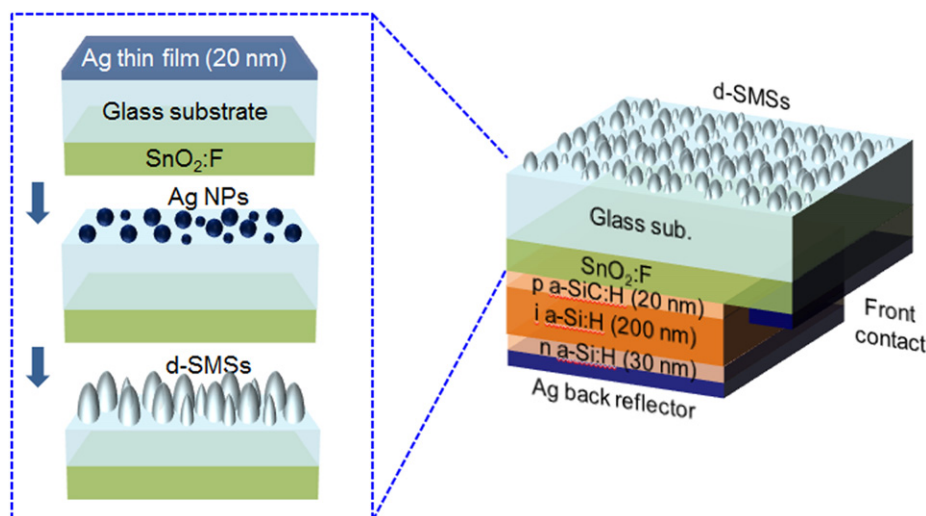 Ag thin film (20 nm)
Glass substrate
SnO₂:F
Ag NPs
d-SMSs
d-SMSs
Glass sub.
SnO₂:F
p a-SiC:H (20 nm)
i a-Si:H (200 nm)
n a-Si:H (30 nm)
Ag back reflector
Front
contact